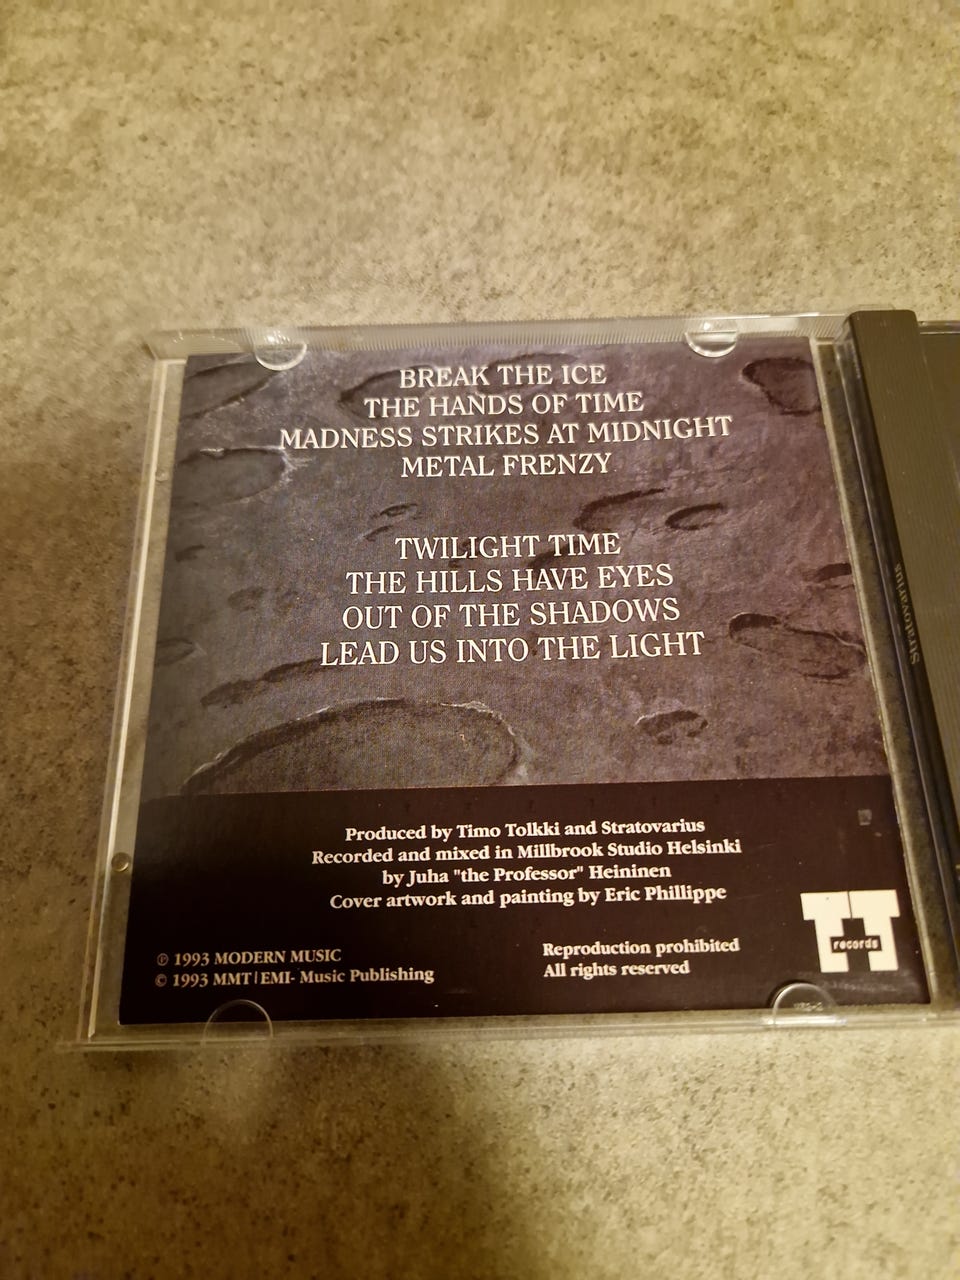 BREAK THE ICE
THE HANDS OF TIME
MADNESS STRIKES AT MIDNIGHT
METAL FRENZY
TWILIGHT TIME
THE HILLS HAVE EYES
OUT OF THE SHADOWS
LEAD US INTO THE LIGHT
Produced by Timo Tolkki and Stratovarius
Recorded and mixed in Millbrook Studio Helsinki
by Juha "the Professor" Heininen
Cover artwork and painting by Eric Phillippe
℗ 1993 MODERN MUSIC
© 1993 MMT|EMI- Music Publishing
Reproduction prohibited
All rights reserved
TT
records
Stratovarius